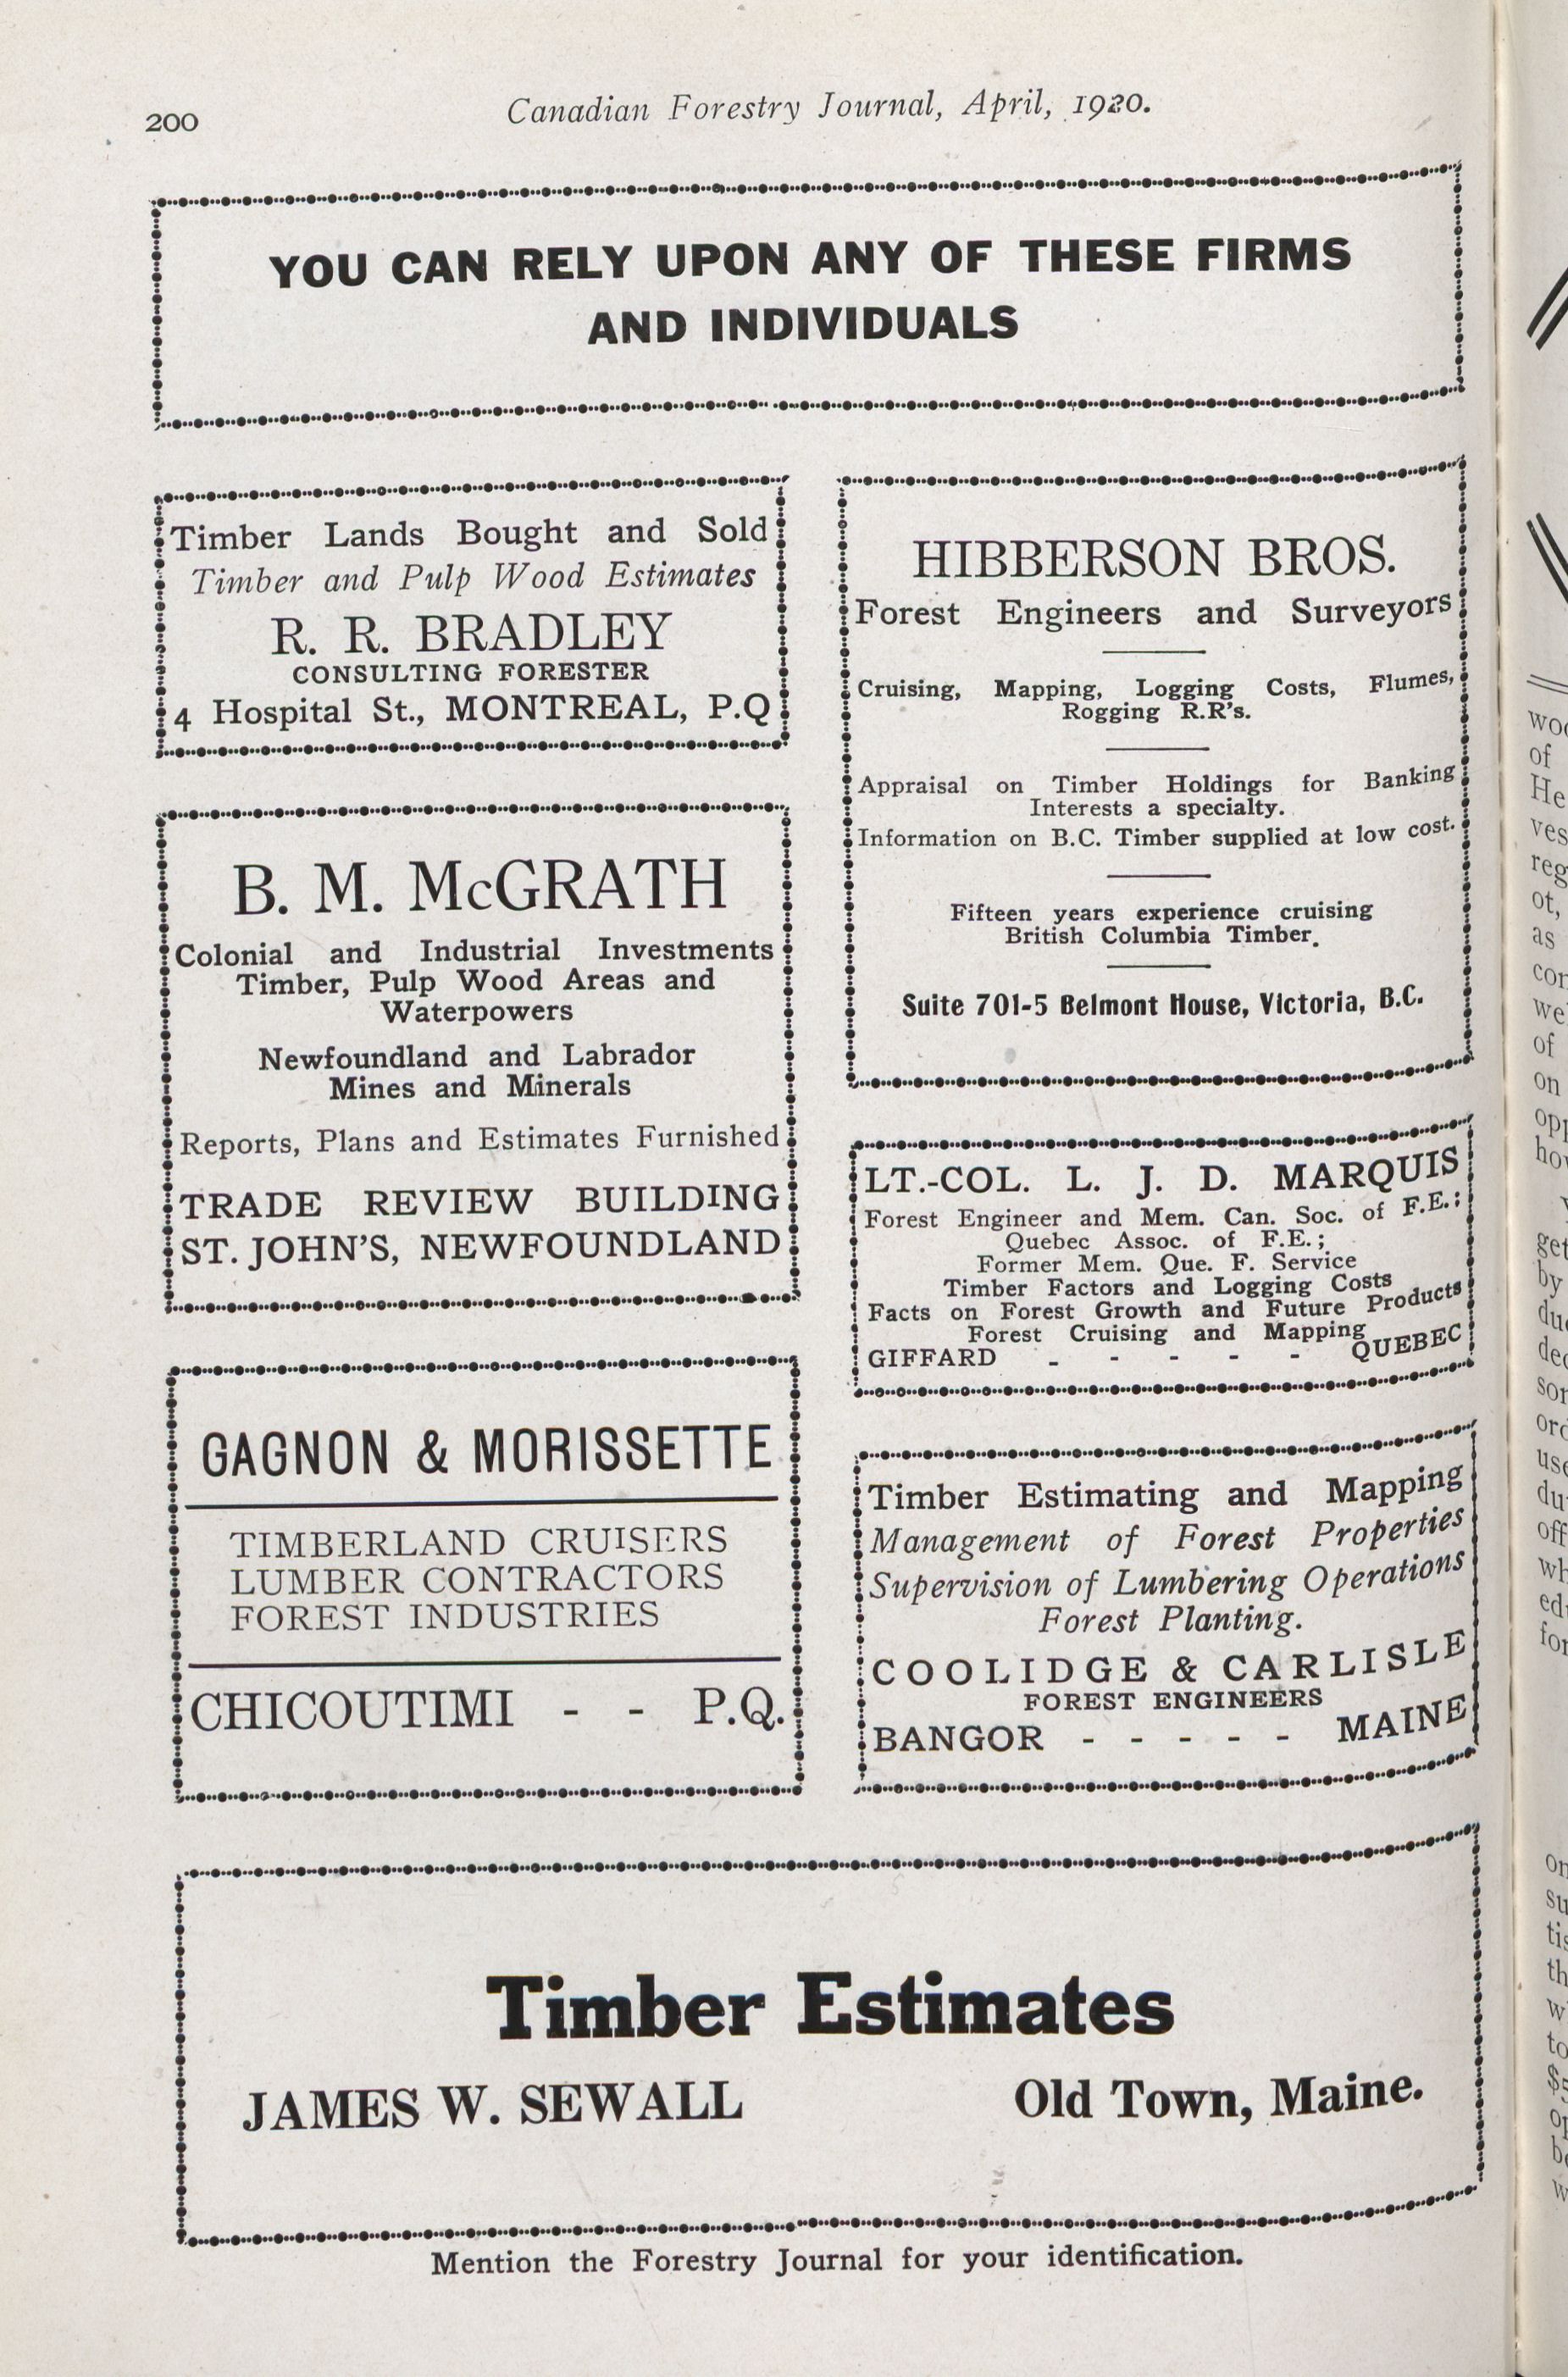 200
Canadian Forestry Journal, April, 1920.
YOU CAN RELY UPON ANY OF THESE FIRMS
AND INDIVIDUALS
Timber Lands Bought and Sold
Timber and Pulp Wood Estimates
R. R. BRADLEY
CONSULTING FORESTER
4 Hospital St., MONTREAL, P.Q
B. M. McGRATH
Colonial and Industrial Investments
Timber, Pulp Wood Areas and
Waterpowers
Newfoundland and Labrador
Mines and Minerals
Reports, Plans and Estimates Furnished
TRADE REVIEW BUILDING
ST. JOHN'S, NEWFOUNDLAND
GAGNON & MORISSETTE
TIMBERLAND CRUISERS
LUMBER CONTRACTORS
FOREST INDUSTRIES
CHICOUTIMI - - P.Q.
HIBBERSON BROS.
Forest Engineers and Surveyors
Cruising, Mapping, Logging Costs, Flumes,
Rogging R.R's.
Appraisal on Timber Holdings for Banking
Interests a specialty.
Information on B.C. Timber supplied at low cost.
Fifteen years experience cruising
British Columbia Timber.
Suite 701-5 Belmont House, Victoria, B.C.
LT.-COL. L. J. D. MARQUIS
Forest Engineer and Mem. Can. Soc. of F.E.:
Quebec Assoc. of F.E.;
Former Mem. Que. F. Service
Timber Factors and Logging Costs
Facts on Forest Growth and Future Products
Forest Cruising and Mapping
GIFFARD - - - - - QUEBEC
Timber Estimating and Mapping
Management of Forest Properties
Supervision of Lumbering Operations
Forest Planting.
COOLIDGE & CARLISLE
FOREST ENGINEERS
BANGOR - - - - - MAINE
Timber Estimates
JAMES W. SEWALL Old Town, Maine.
Mention the Forestry Journal for your identification.